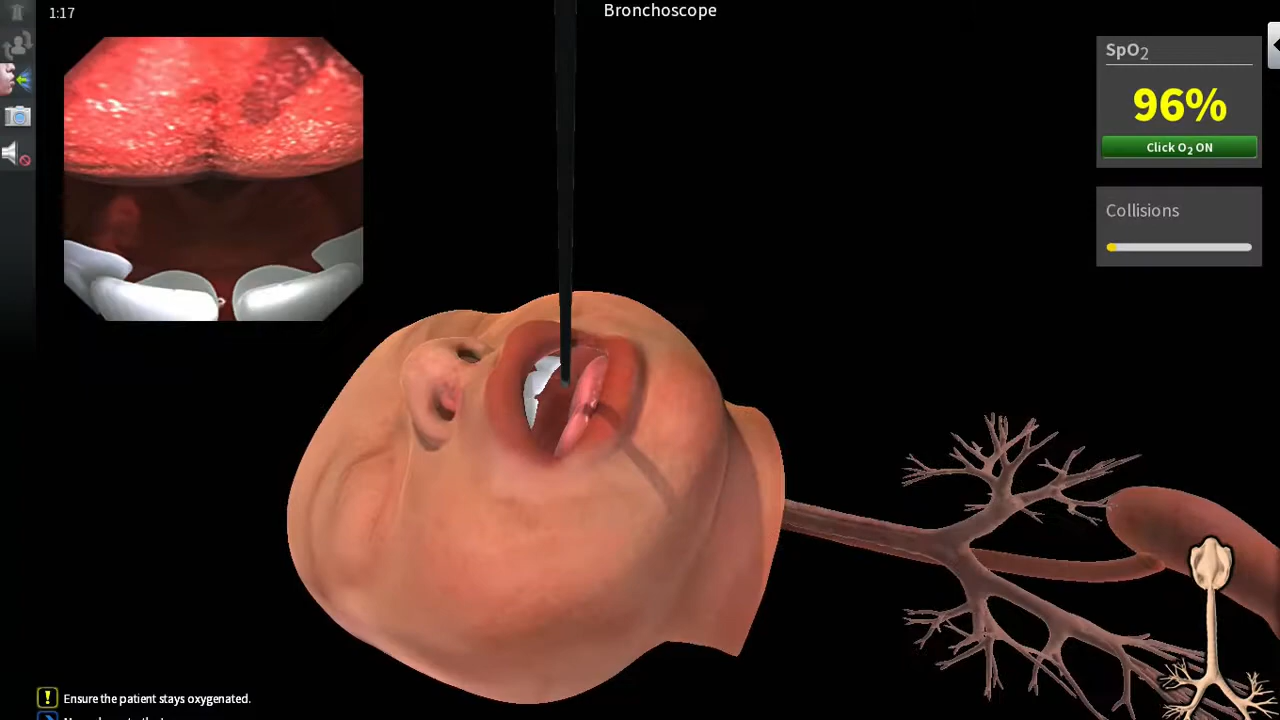 1:17
Bronchoscope
SpO2
96%
Click O2 ON
Collisions
Ensure the patient stays oxygenated.